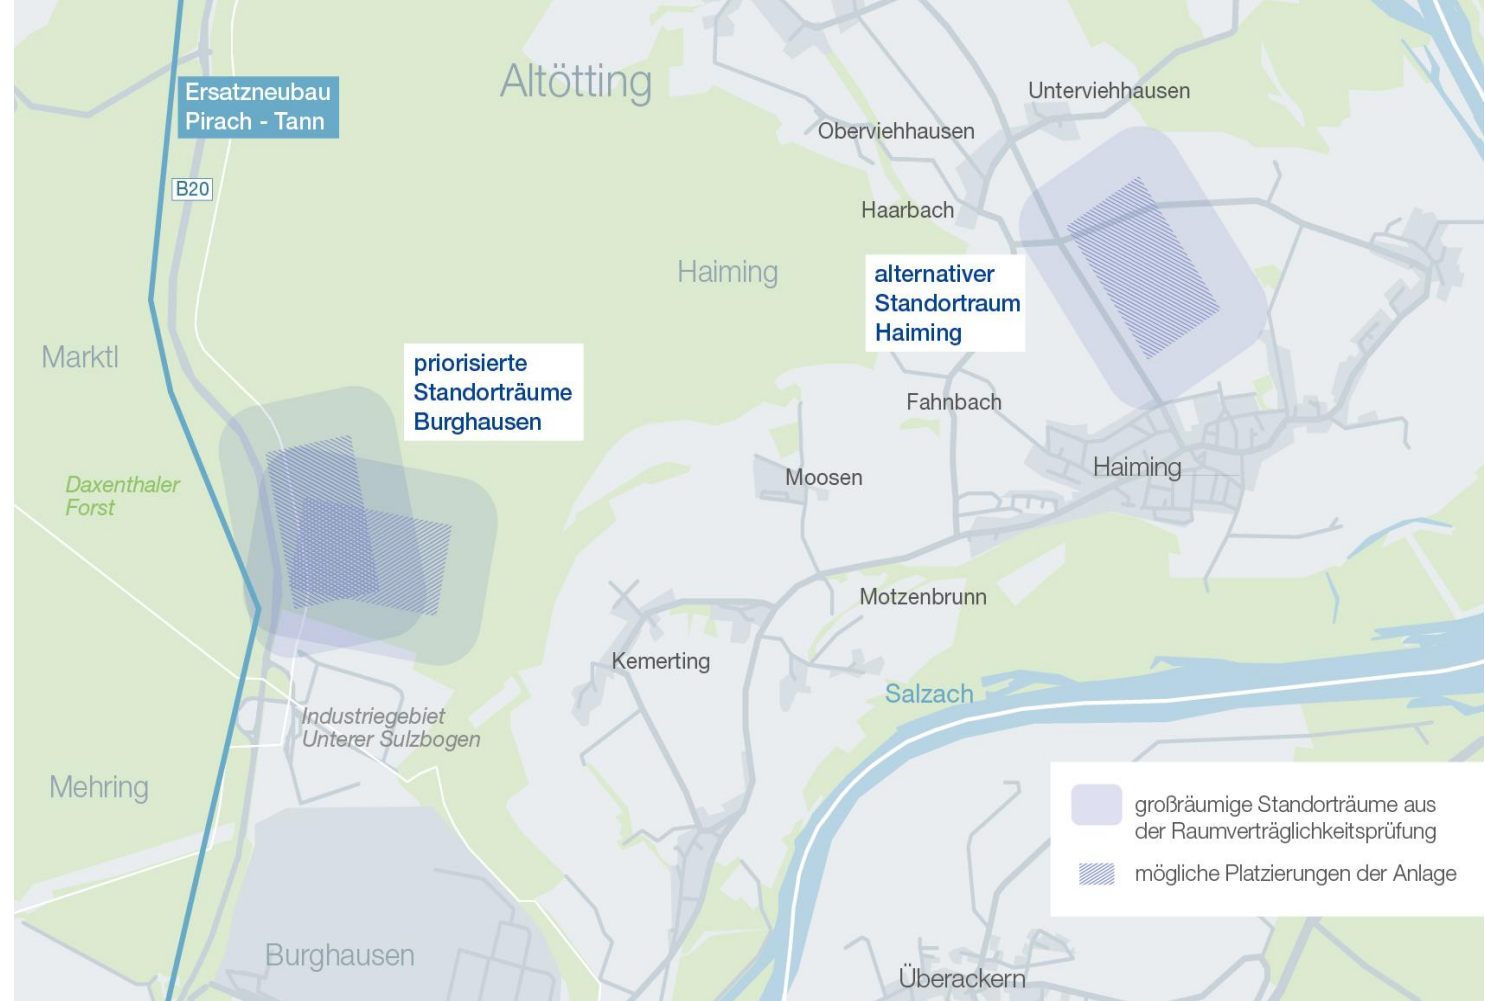 Altötting
Ersatzneubau
Pirach - Tann
Unterviehhausen
Oberviehhausen
B20
Haarbach
Haiming
alternativer
Standortraum
Haiming
Marktl
priorisierte
Standorträume
Burghausen
Fahnbach
Haiming
Moosen
Daxenthaler
Forst
Motzenbrunn
Kemerting
Salzach
Industriegebiet
Unterer Sulzbogen
Mehring
großräumige Standorträume aus
der Raumverträglichkeitsprüfung
mögliche Platzierungen der Anlage
Burghausen
Überackern